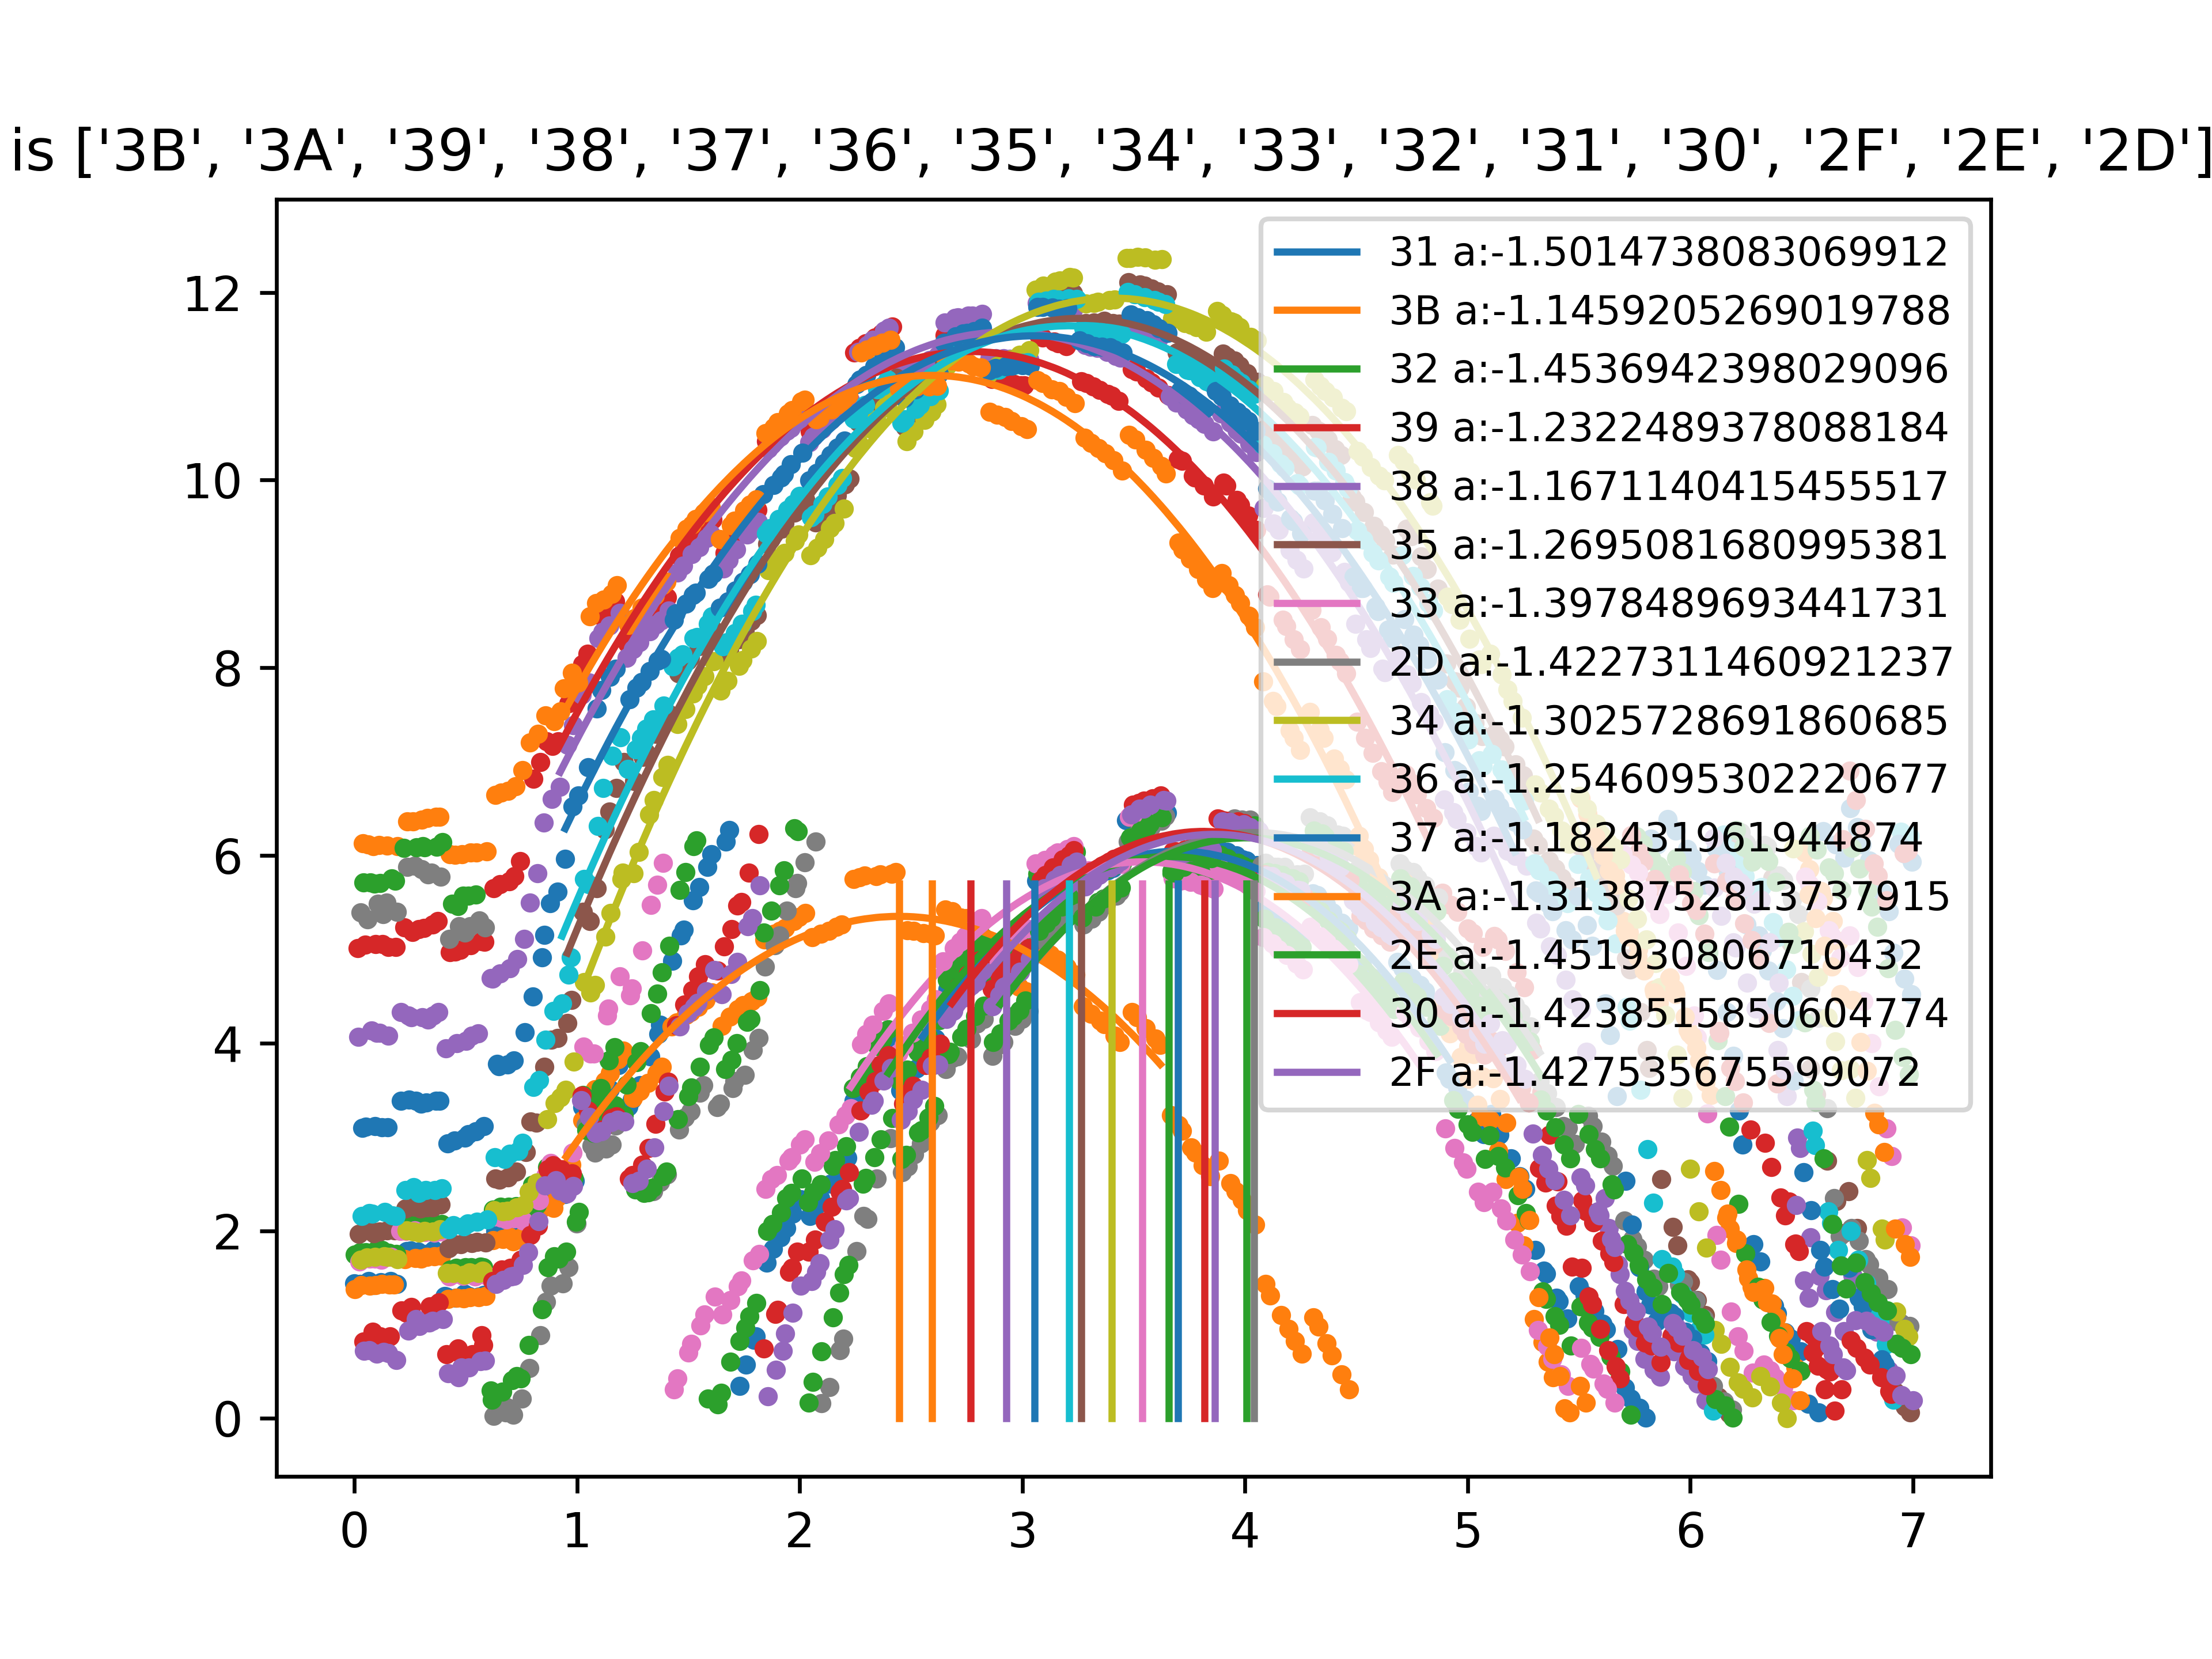 is ['3B', '3A', '39', '38', '37', '36', '35', '34', '33', '32', '31', '30', '2F', '2E', '2D']
31 a:-1.5014738083069912
3B a:-1.1459205269019788
32 a:-1.4536942398029096
39 a:-1.2322489378088184
38 a:-1.1671140415455517
35 a:-1.2695081680995381
33 a:-1.3978489693441731
2D a:-1.4227311460921237
34 a:-1.3025728691860685
36 a:-1.2546095302220677
37 a:-1.182431961944874
3A a:-1.3138752813737915
2E a:-1.451930806710432
30 a:-1.4238515850604774
2F a:-1.427535675599072
12
10
8
6
4
2
0
0 1 2 3 4 5 6 7